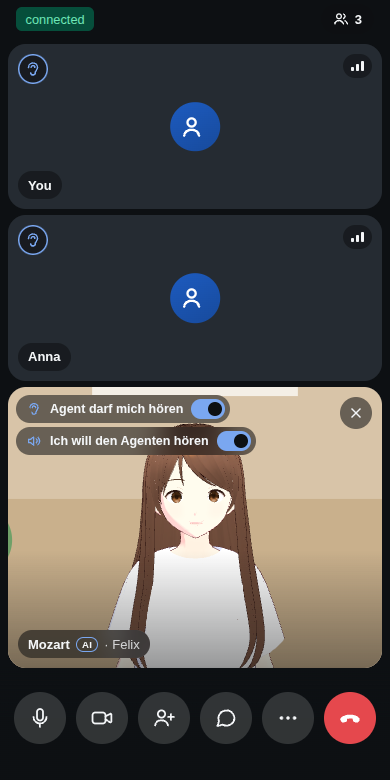 connected
3
You
Anna
Agent darf mich hören
Ich will den Agenten hören
Mozart AI · Felix